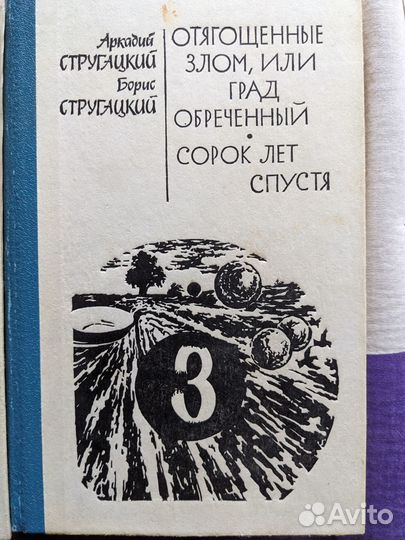 Аркадий
СТРУГАЦКИЙ
Борис
СТРУГАЦКИЙ
ОТЯГОЩЕННЫЕ
ЗЛОМ, ИЛИ
ГРАД
ОБРЕЧЕННЫЙ
•
СОРОК ЛЕТ
СПУСТЯ
3
Avito